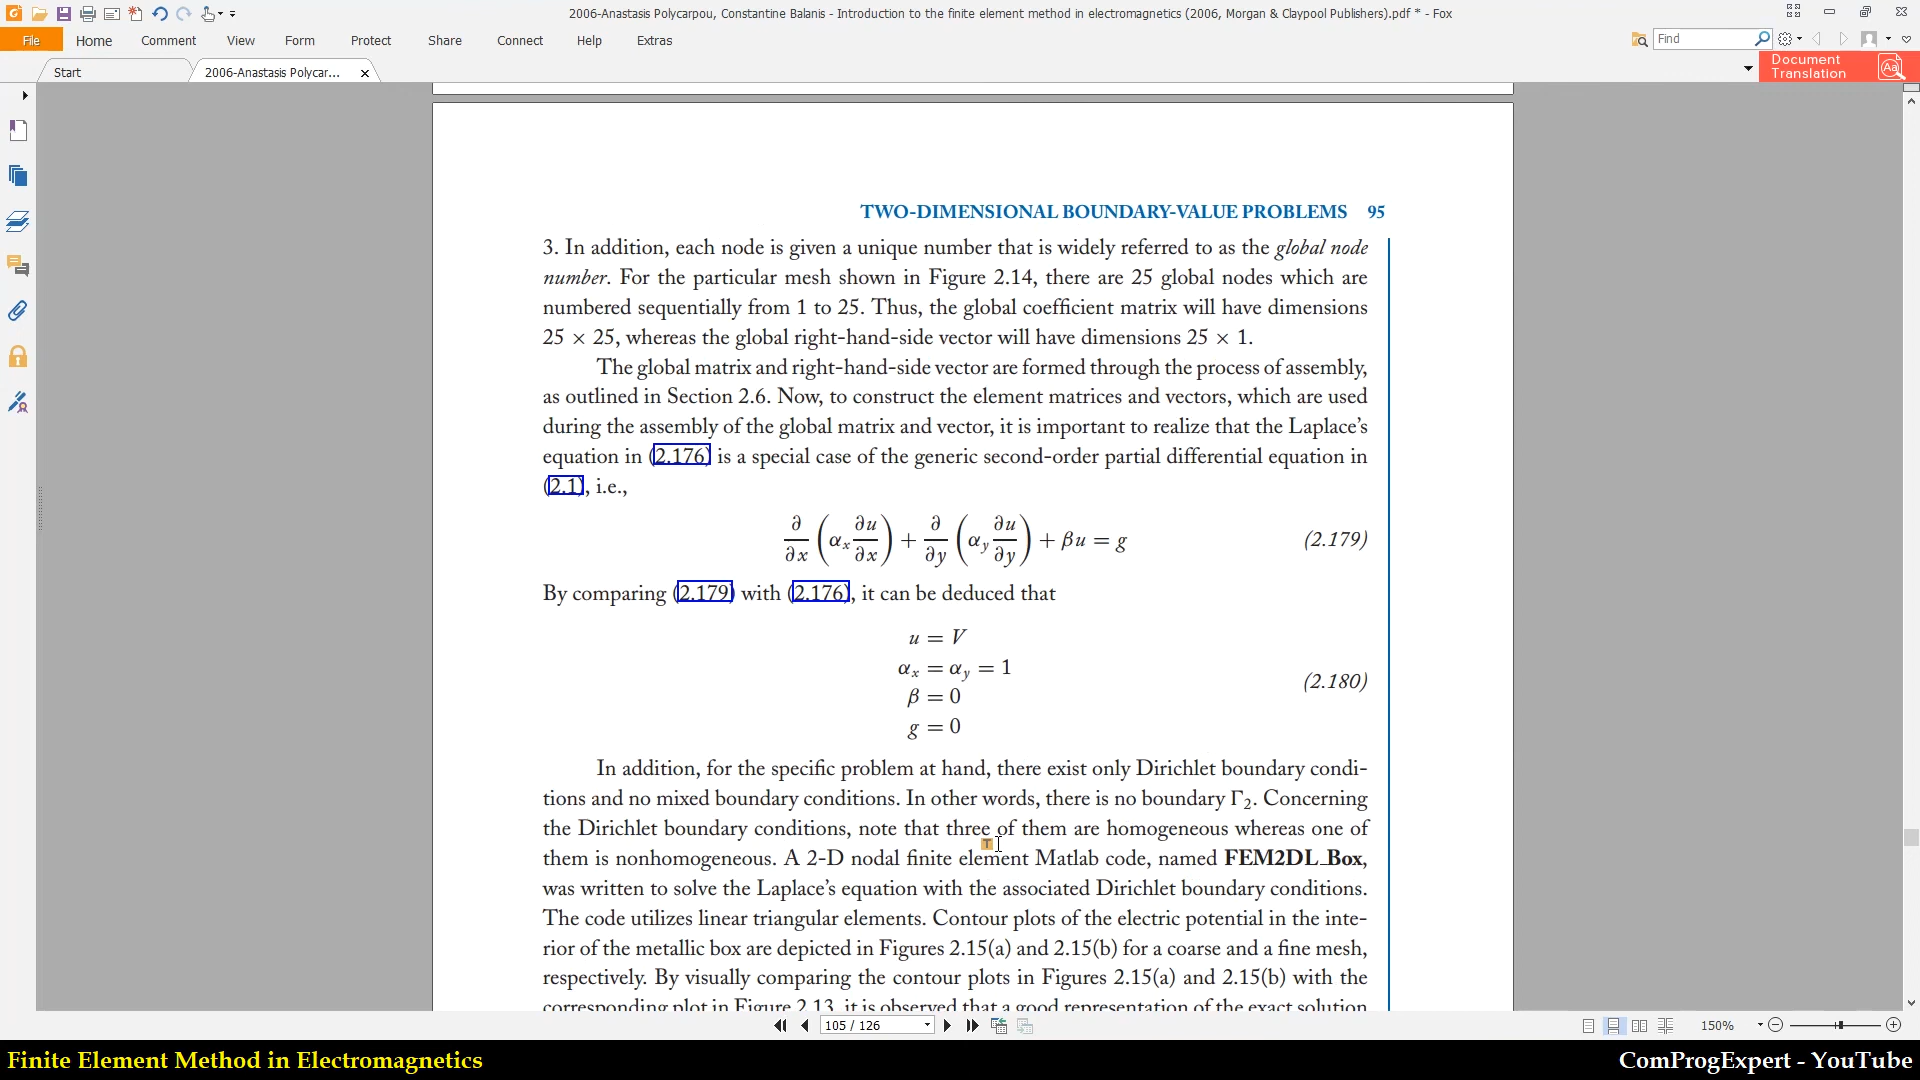 2006-Anastasis Polycarpou, Constantine Balanis - Introduction to the finite element method in electromagnetics (2006, Morgan & Claypool Publishers).pdf * - Fox
File Home Comment View Form Protect Share Connect Help Extras
Find
Start
2006-Anastasis Polycar...
Document
Translation
TWO-DIMENSIONAL BOUNDARY-VALUE PROBLEMS 95
3. In addition, each node is given a unique number that is widely referred to as the global node
number. For the particular mesh shown in Figure 2.14, there are 25 global nodes which are
numbered sequentially from 1 to 25. Thus, the global coefficient matrix will have dimensions
25 × 25, whereas the global right-hand-side vector will have dimensions 25 × 1.
The global matrix and right-hand-side vector are formed through the process of assembly,
as outlined in Section 2.6. Now, to construct the element matrices and vectors, which are used
during the assembly of the global matrix and vector, it is important to realize that the Laplace’s
equation in (2.176) is a special case of the generic second-order partial differential equation in
(2.1), i.e.,
∂/∂x (αx ∂u/∂x) + ∂/∂y (αy ∂u/∂y) + βu = g (2.179)
By comparing (2.179) with (2.176), it can be deduced that
u = V
αx = αy = 1
β = 0
(2.180)
g = 0
In addition, for the specific problem at hand, there exist only Dirichlet boundary condi-
tions and no mixed boundary conditions. In other words, there is no boundary Γ2. Concerning
the Dirichlet boundary conditions, note that three of them are homogeneous whereas one of
them is nonhomogeneous. A 2-D nodal finite element Matlab code, named FEM2DL_Box,
was written to solve the Laplace’s equation with the associated Dirichlet boundary conditions.
The code utilizes linear triangular elements. Contour plots of the electric potential in the inte-
rior of the metallic box are depicted in Figures 2.15(a) and 2.15(b) for a coarse and a fine mesh,
respectively. By visually comparing the contour plots in Figures 2.15(a) and 2.15(b) with the
corresponding plot in Figure 2.13, it is observed that a good representation of the exact solution
105 / 126
150%
Finite Element Method in Electromagnetics
ComProgExpert - YouTube